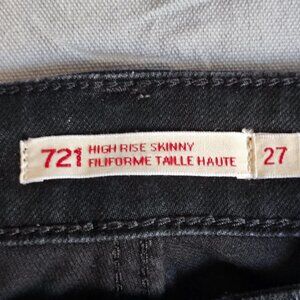 721 HIGH RISE SKINNY
FILIFORME TAILLE HAUTE
27